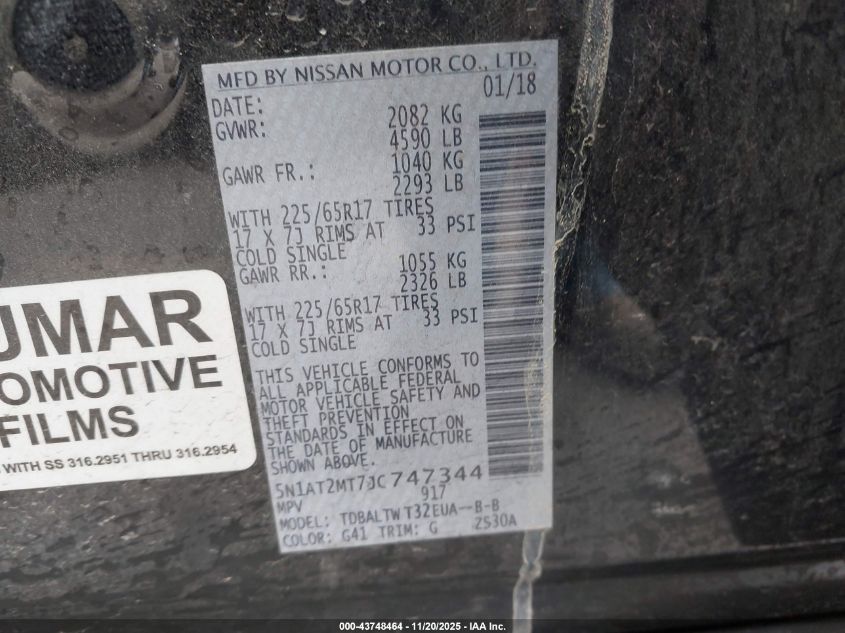 MFD BY NISSAN MOTOR CO., LTD.
DATE: 01/18
GVWR: 2082 KG
4590 LB
GAWR FR.: 1040 KG
2293 LB
WITH 225/65R17 TIRES
17 X 7J RIMS AT 33 PSI
COLD SINGLE
GAWR RR.: 1055 KG
2326 LB
WITH 225/65R17 TIRES
17 X 7J RIMS AT 33 PSI
COLD SINGLE
THIS VEHICLE CONFORMS TO
ALL APPLICABLE FEDERAL
MOTOR VEHICLE SAFETY AND
THEFT PREVENTION
STANDARDS IN EFFECT ON
THE DATE OF MANUFACTURE
SHOWN ABOVE.
5N1AT2MT7JC747344
MPV 917
MODEL: TDBALTW T32EUA--B-B
COLOR: G41 TRIM: G ZS30A
UMAR
OMOTIVE
FILMS
WITH SS 316.2951 THRU 316.2954
000-43748464 - 11/20/2025 - IAA Inc.